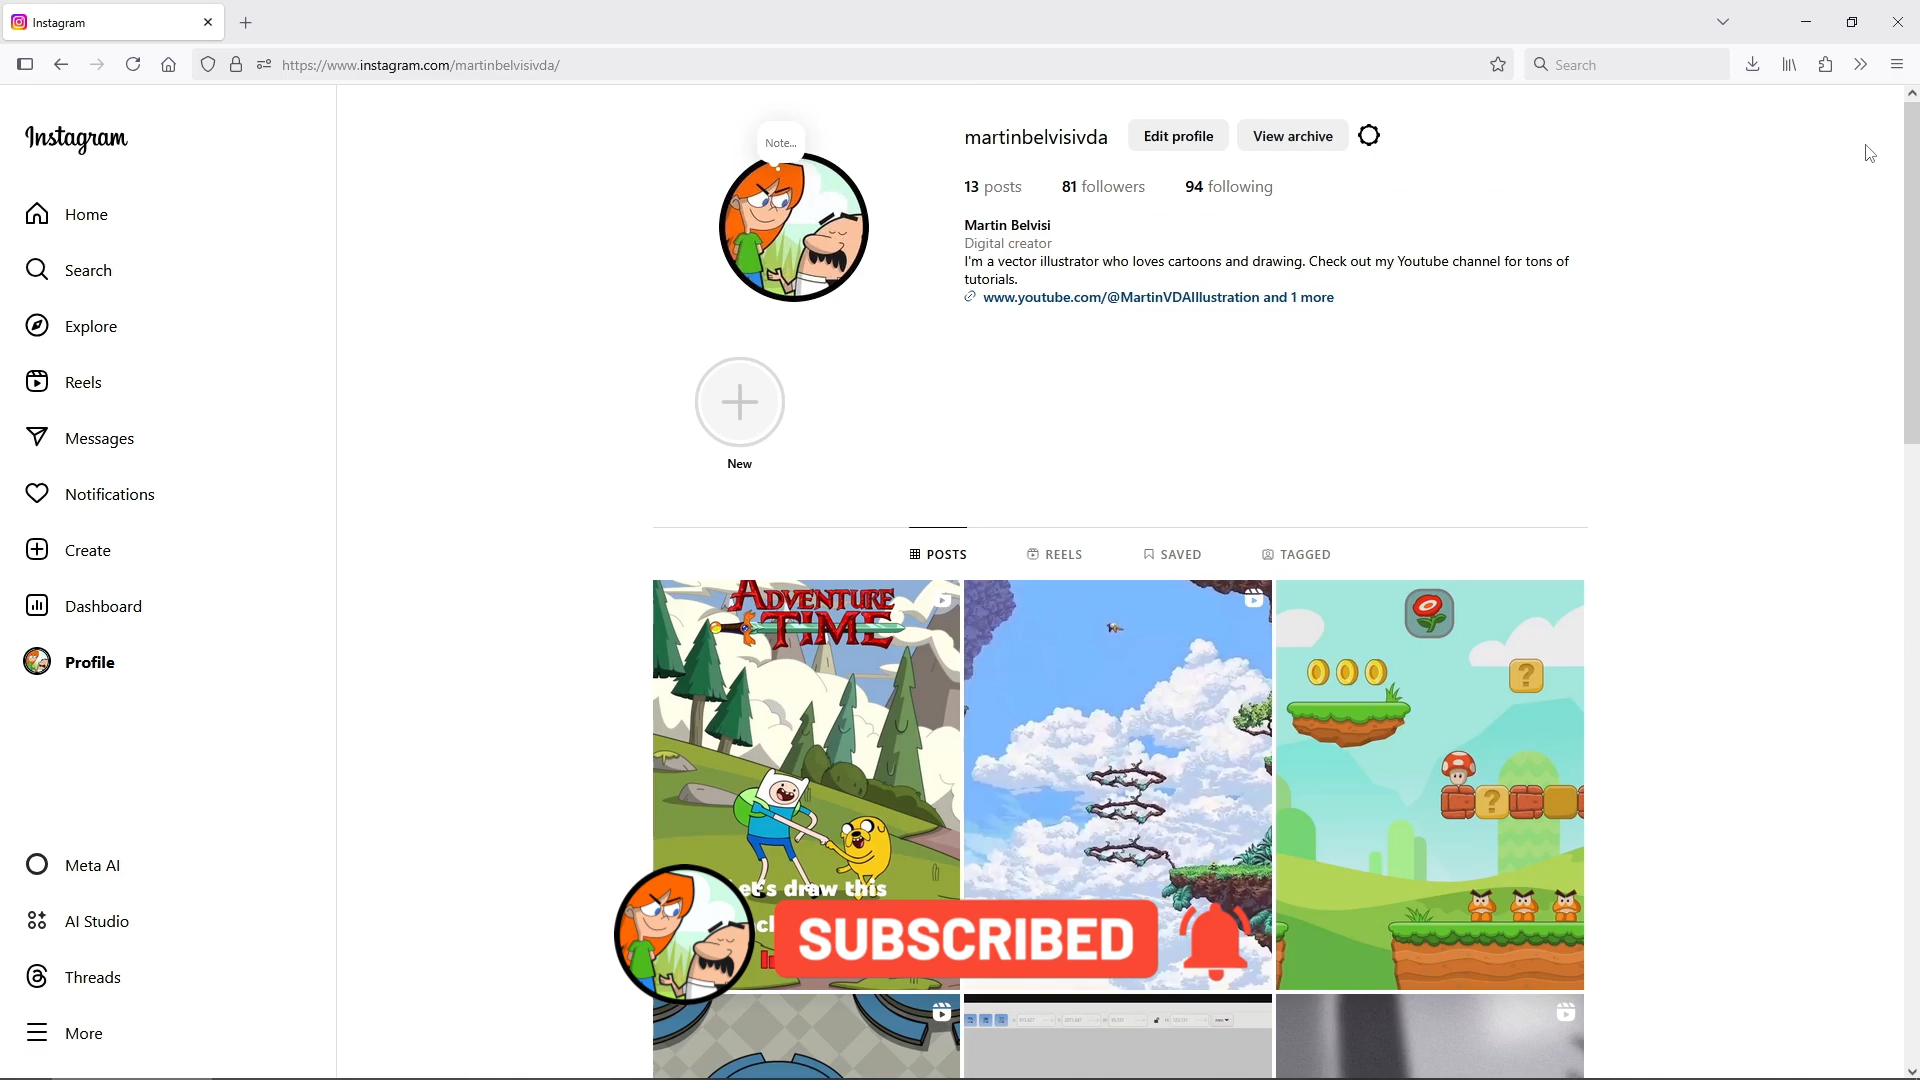 Instagram
https://www.instagram.com/martinbelvisivda/
Search
Instagram
Home
Search
Explore
Reels
Messages
Notifications
Create
Dashboard
Profile
Meta AI
AI Studio
Threads
More
Note...
martinbelvisivda
Edit profile
View archive
13 posts
81 followers
94 following
Martin Belvisi
Digital creator
I'm a vector illustrator who loves cartoons and drawing. Check out my Youtube channel for tons of
tutorials.
www.youtube.com/@MartinVDAIllustration and 1 more
New
POSTS
REELS
SAVED
TAGGED
ADVENTURE
TIME
draw this
SUBSCRIBED
?
?